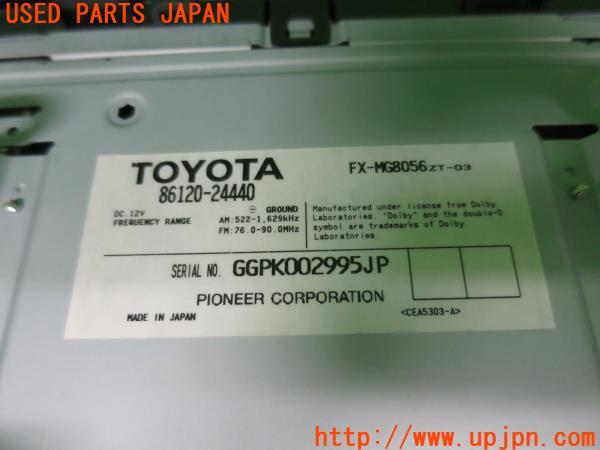 USED PARTS JAPAN
TOYOTA
FX-MG8056ZT-03
86120-24440
⊖ GROUND
DC.12V
FREQUENCY RANGE
AM:522-1,629kHz
FM:76.0-90.0MHz
Manufactured under license from Dolby
Laboratories. "Dolby" and the double-D
symbol are trademarks of Dolby
Laboratories.
SERIAL NO. GGPK002995JP
PIONEER CORPORATION
MADE IN JAPAN
<CEA5303-A>
http://www.upjpn.com/